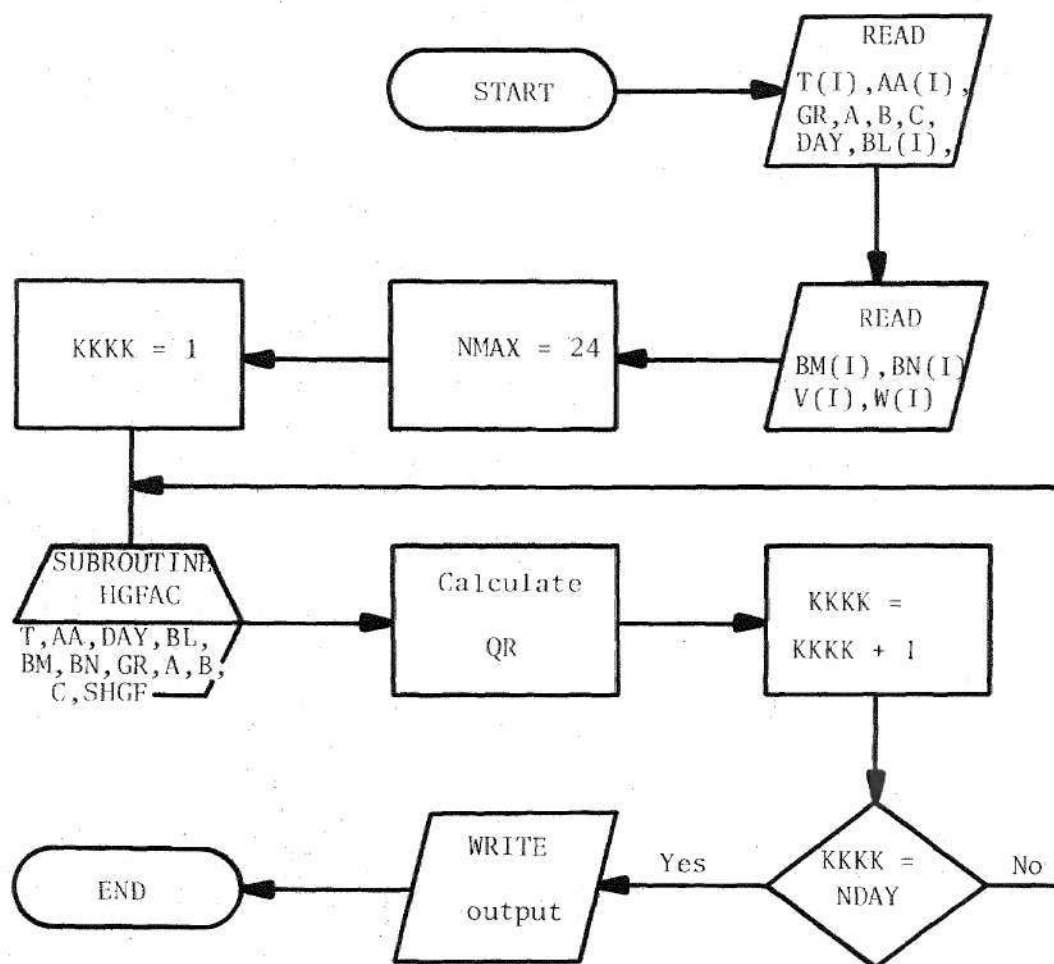 START
READ
T(I),AA(I),
GR,A,B,C,
DAY,BL(I),
READ
BM(I),BN(I)
V(I),W(I)
NMAX = 24
KKKK = 1
SUBROUTINE
HGFAC
T,AA,DAY,BL,
BM,BN,GR,A,B,
C,SHGF
Calculate
QR
KKKK =
KKKK + 1
KKKK =
NDAY
No
Yes
WRITE
output
END